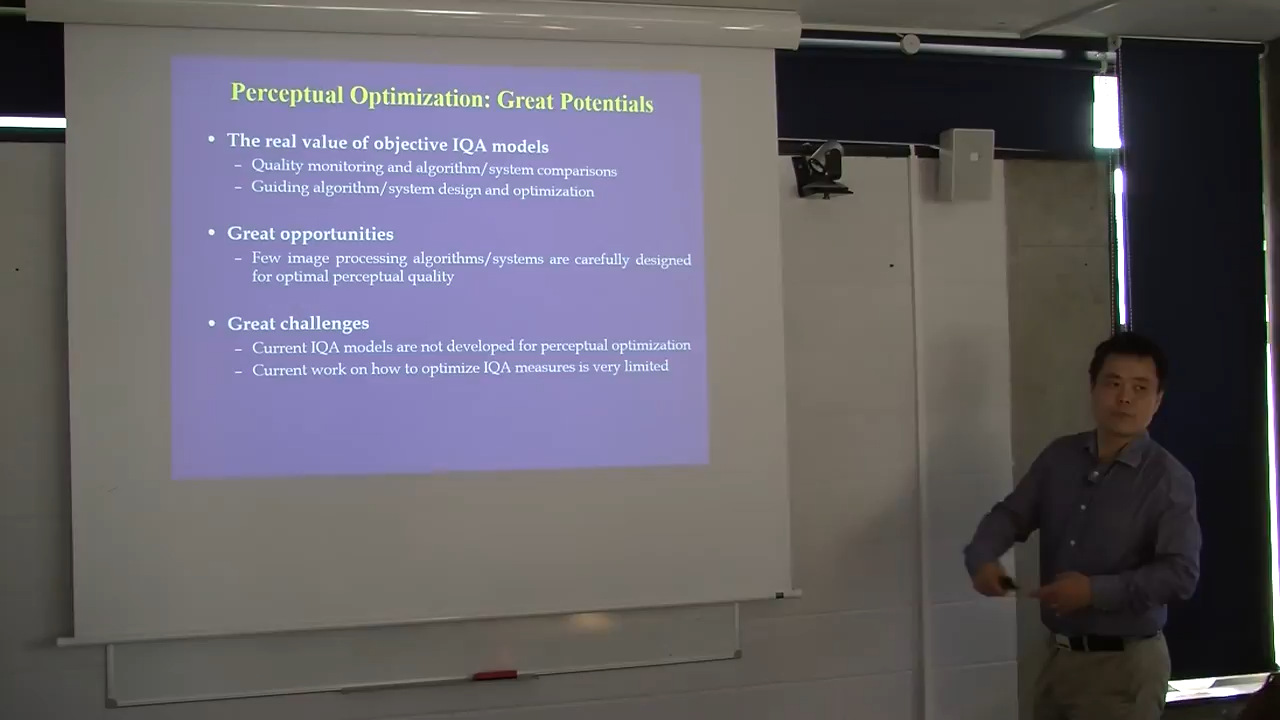 Perceptual Optimization: Great Potentials
• The real value of objective IQA models
– Quality monitoring and algorithm/system comparisons
– Guiding algorithm/system design and optimization
• Great opportunities
– Few image processing algorithms/systems are carefully designed
for optimal perceptual quality
• Great challenges
– Current IQA models are not developed for perceptual optimization
– Current work on how to optimize IQA measures is very limited